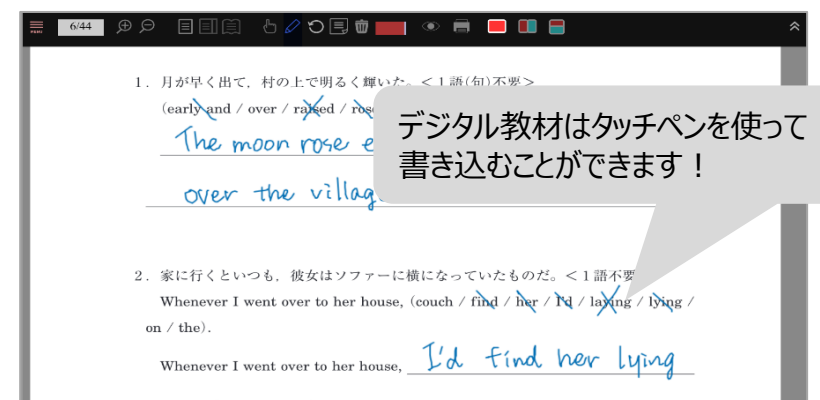 6/44
1. 月が早く出て，村の上で明るく輝いた。＜1語(句)不要＞
(early and / over / raised / rose
デジタル教材はタッチペンを使って
書き込むことができます！
The moon rose e
over the villag
2. 家に行くといつも，彼女はソファーに横になっていたものだ。＜1語不要
Whenever I went over to her house, (couch / find / her / I'd / laying / lying /
on / the).
Whenever I went over to her house, I'd find her lying